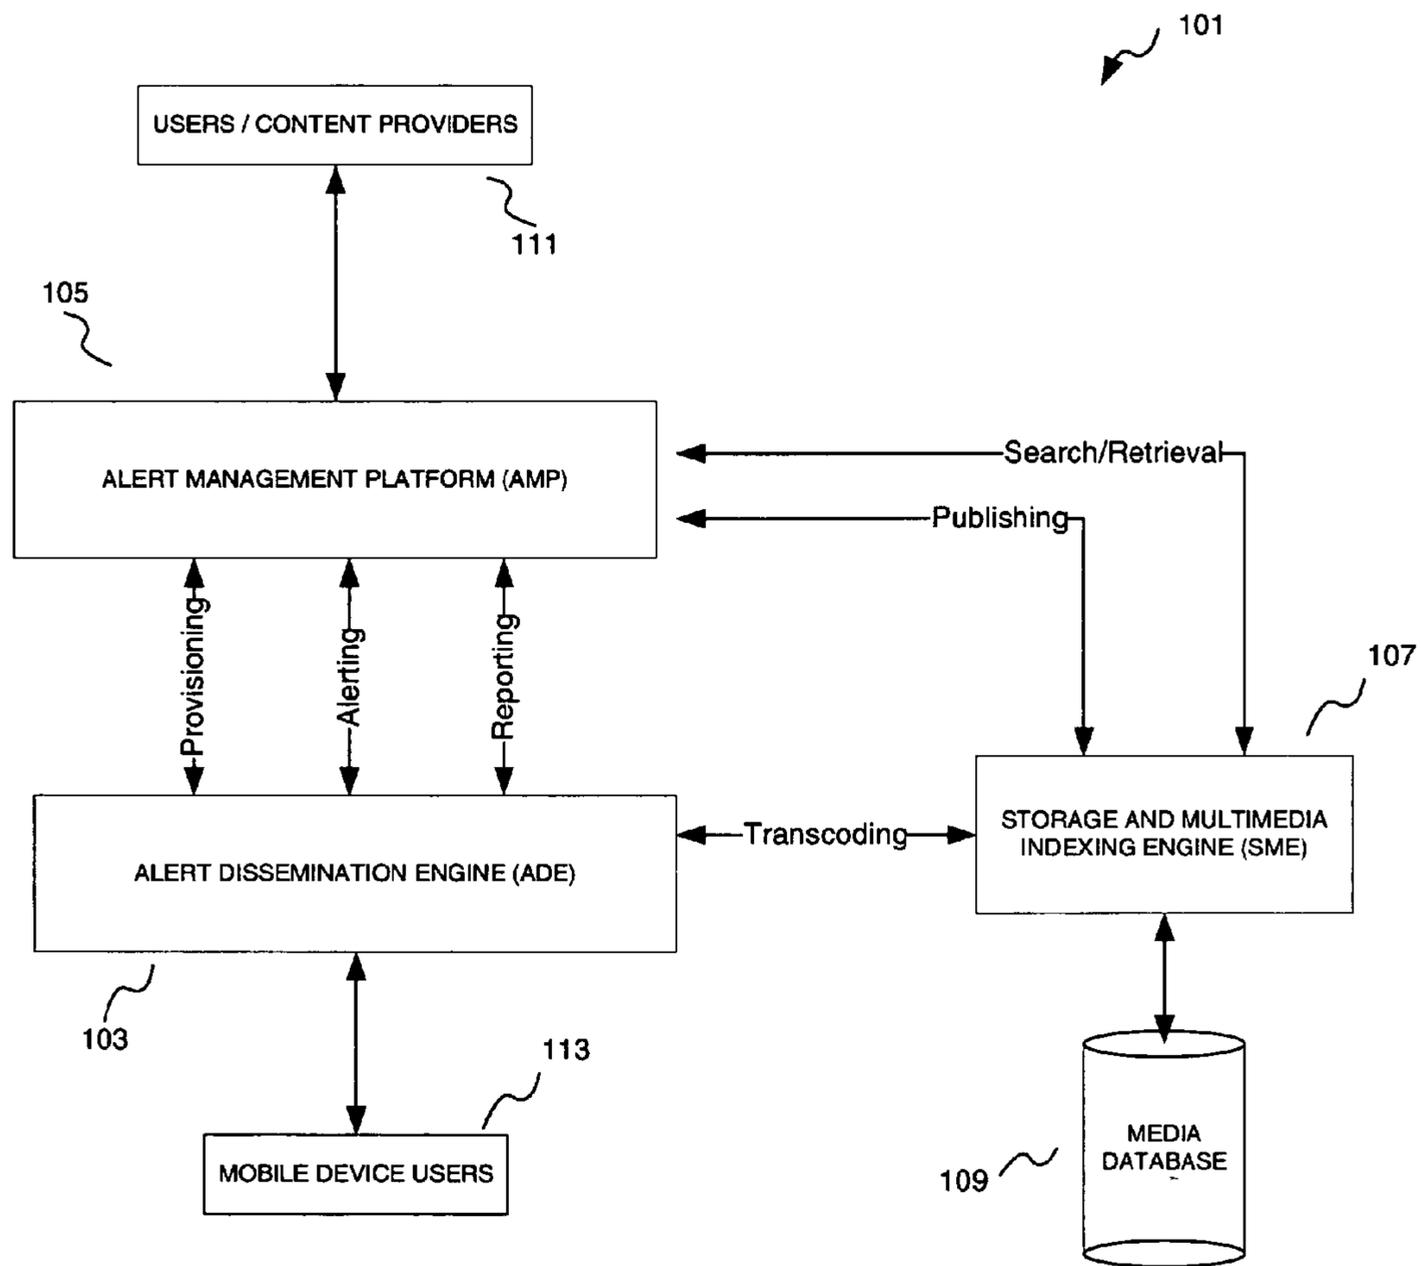 101
USERS / CONTENT PROVIDERS
111
105
ALERT MANAGEMENT PLATFORM (AMP)
Search/Retrieval
Publishing
Provisioning
Alerting
Reporting
107
STORAGE AND MULTIMEDIA
INDEXING ENGINE (SME)
Transcoding
ALERT DISSEMINATION ENGINE (ADE)
103
113
MOBILE DEVICE USERS
MEDIA
DATABASE
109